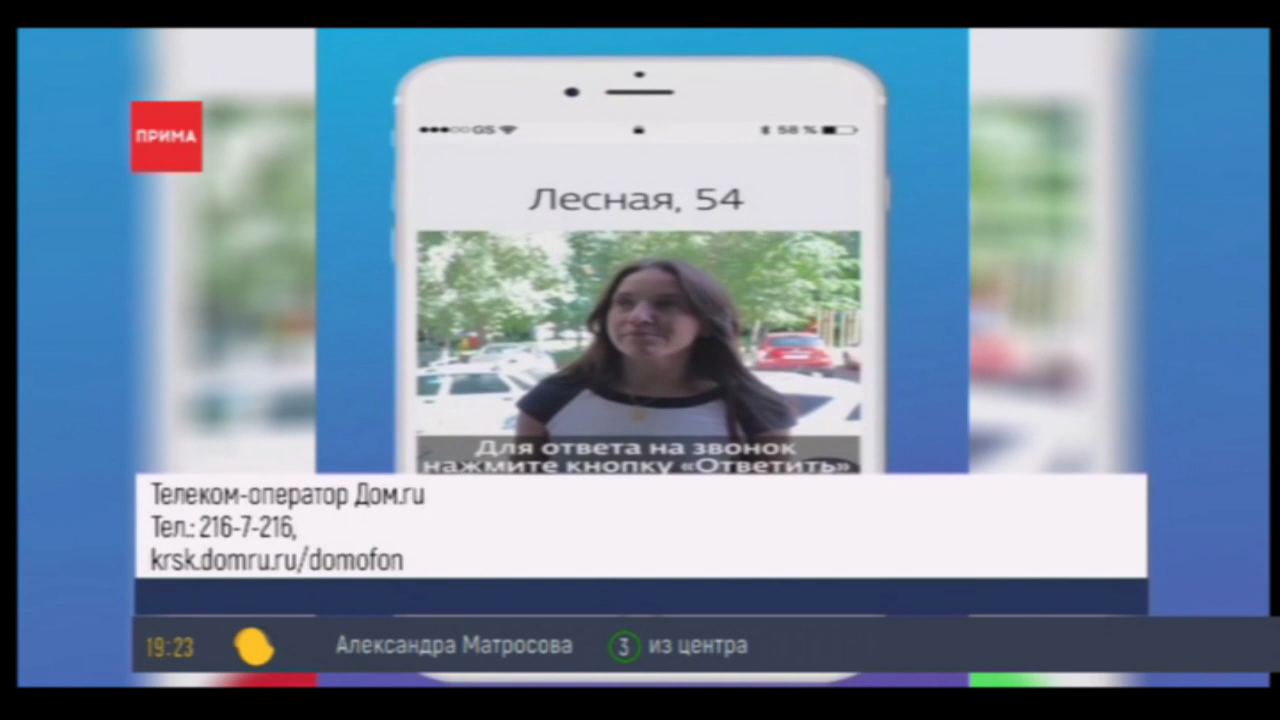 ПРИМА
GS
58 %
Лесная, 54
Для ответа на звонок
нажмите кнопку «Ответить»
Телеком-оператор Дом.ru
Тел.: 216-7-216,
krsk.domru.ru/domofon
19:23
Александра Матросова
3 из центра